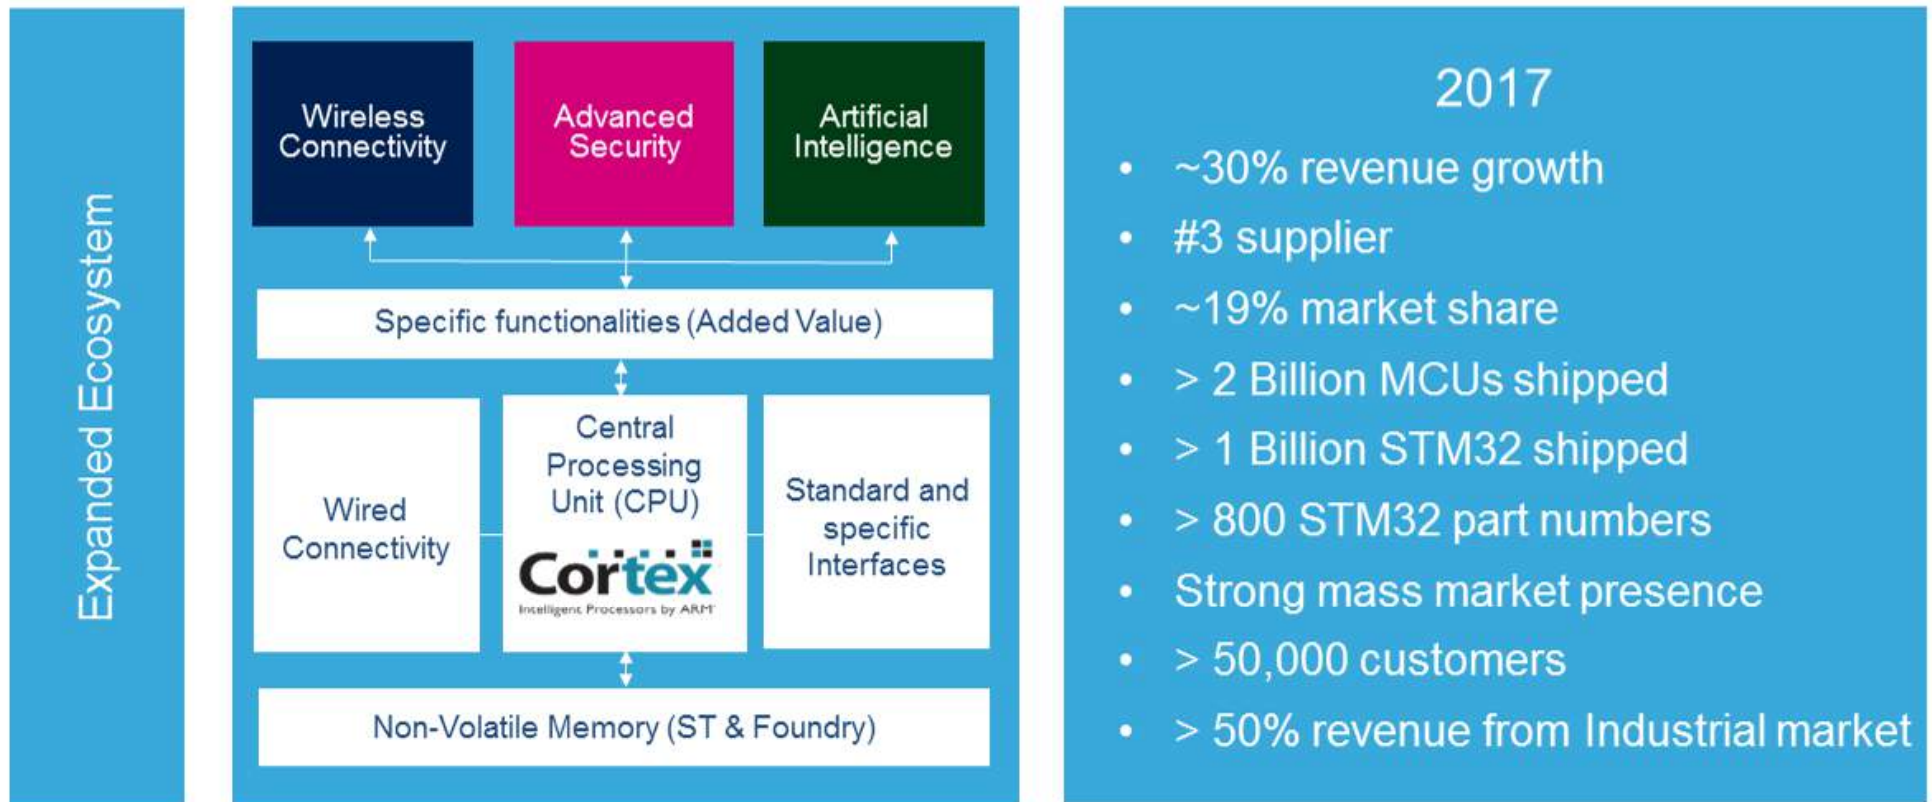 Expanded Ecosystem
Wireless
Connectivity
Advanced
Security
Artificial
Intelligence
Specific functionalities (Added Value)
Wired
Connectivity
Central
Processing
Unit (CPU)
Cortex
Intelligent Processors by ARM®
Standard and
specific
Interfaces
Non-Volatile Memory (ST & Foundry)
2017
• ~30% revenue growth
• #3 supplier
• ~19% market share
• > 2 Billion MCUs shipped
• > 1 Billion STM32 shipped
• > 800 STM32 part numbers
• Strong mass market presence
• > 50,000 customers
• > 50% revenue from Industrial market